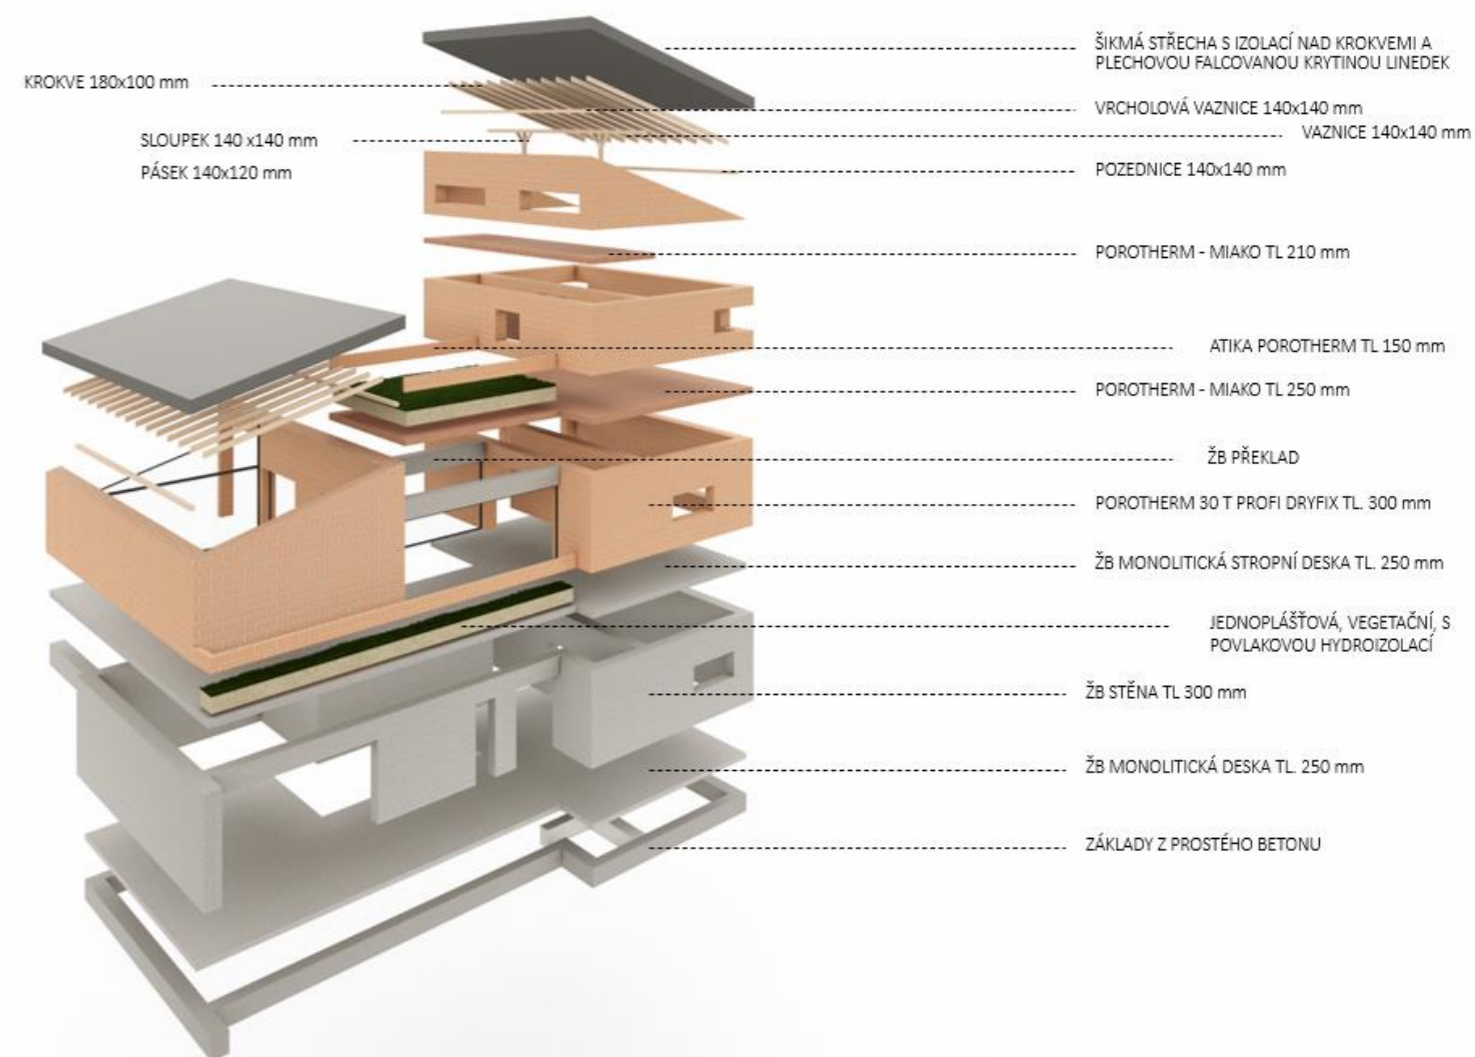 ŠIKMÁ STŘECHA S IZOLACÍ NAD KROKVEMI A
PLECHOVOU FALCOVANOU KRYTINOU LINEDEK
KROKVE 180x100 mm
VRCHOLOVÁ VAZNICE 140x140 mm
VAZNICE 140x140 mm
SLOUPEK 140 x140 mm
PÁSEK 140x120 mm
POZEDNICE 140x140 mm
POROTHERM - MIAKO TL 210 mm
ATIKA POROTHERM TL 150 mm
POROTHERM - MIAKO TL 250 mm
ŽB PŘEKLAD
POROTHERM 30 T PROFI DRYFIX TL. 300 mm
ŽB MONOLITICKÁ STROPNÍ DESKA TL. 250 mm
JEDNOPLÁŠŤOVÁ, VEGETAČNÍ, S
POVLAKOVOU HYDROIZOLACÍ
ŽB STĚNA TL 300 mm
ŽB MONOLITICKÁ DESKA TL. 250 mm
ZÁKLADY Z PROSTÉHO BETONU